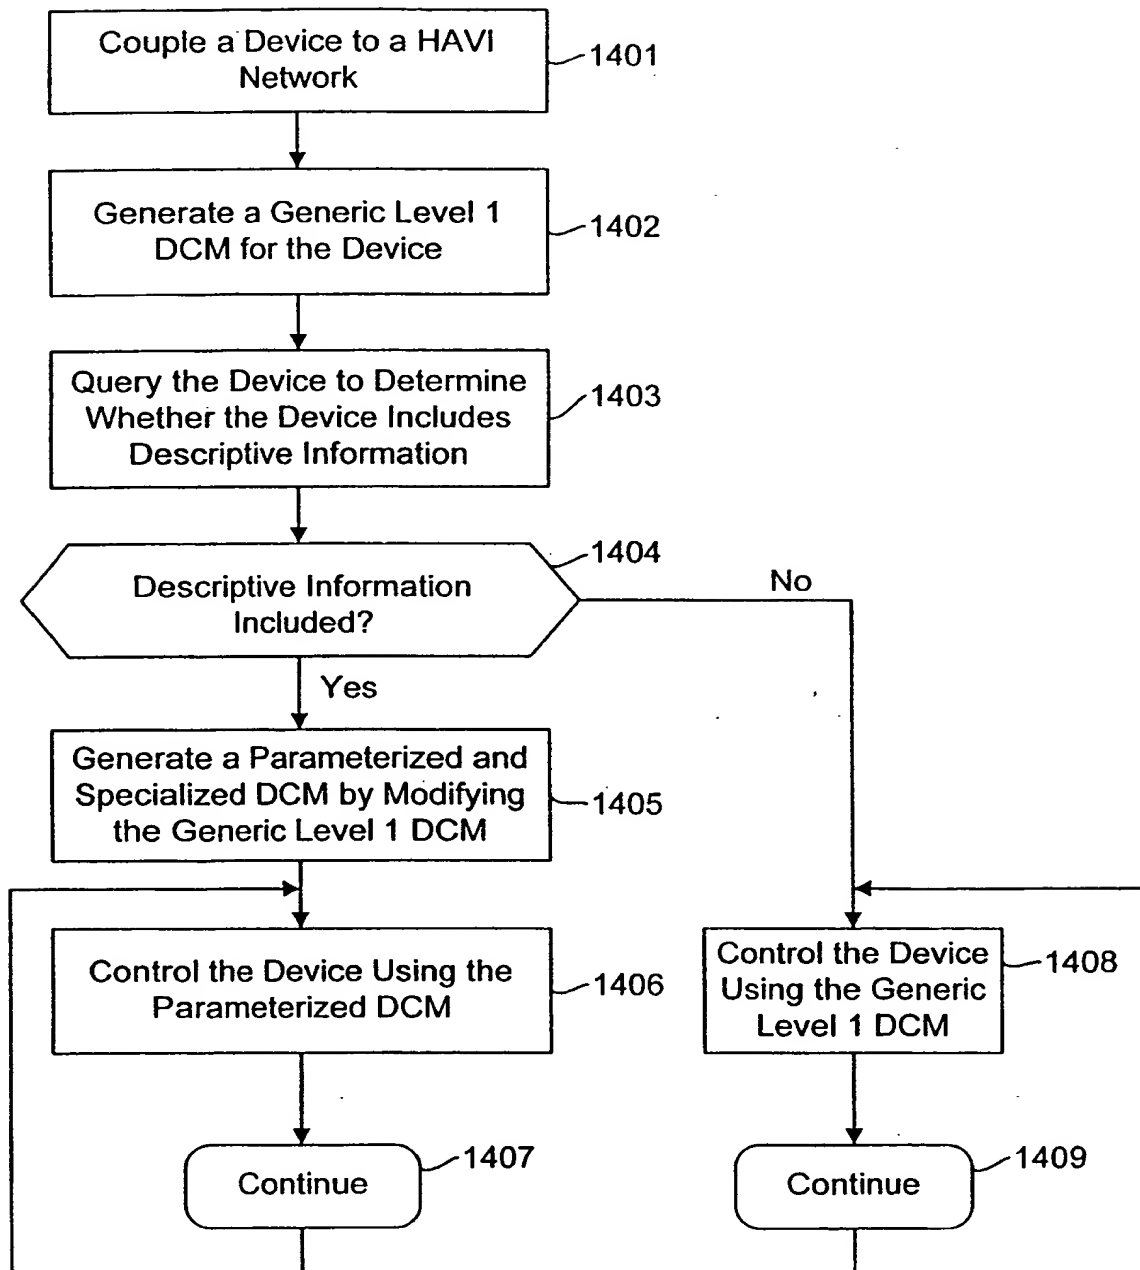 Couple a Device to a HAVI
Network
1401
Generate a Generic Level 1
DCM for the Device
1402
Query the Device to Determine
Whether the Device Includes
Descriptive Information
1403
Descriptive Information
Included?
1404
No
Yes
Generate a Parameterized and
Specialized DCM by Modifying
the Generic Level 1 DCM
1405
Control the Device Using the
Parameterized DCM
1406
Control the Device
Using the Generic
Level 1 DCM
1408
Continue
1407
Continue
1409